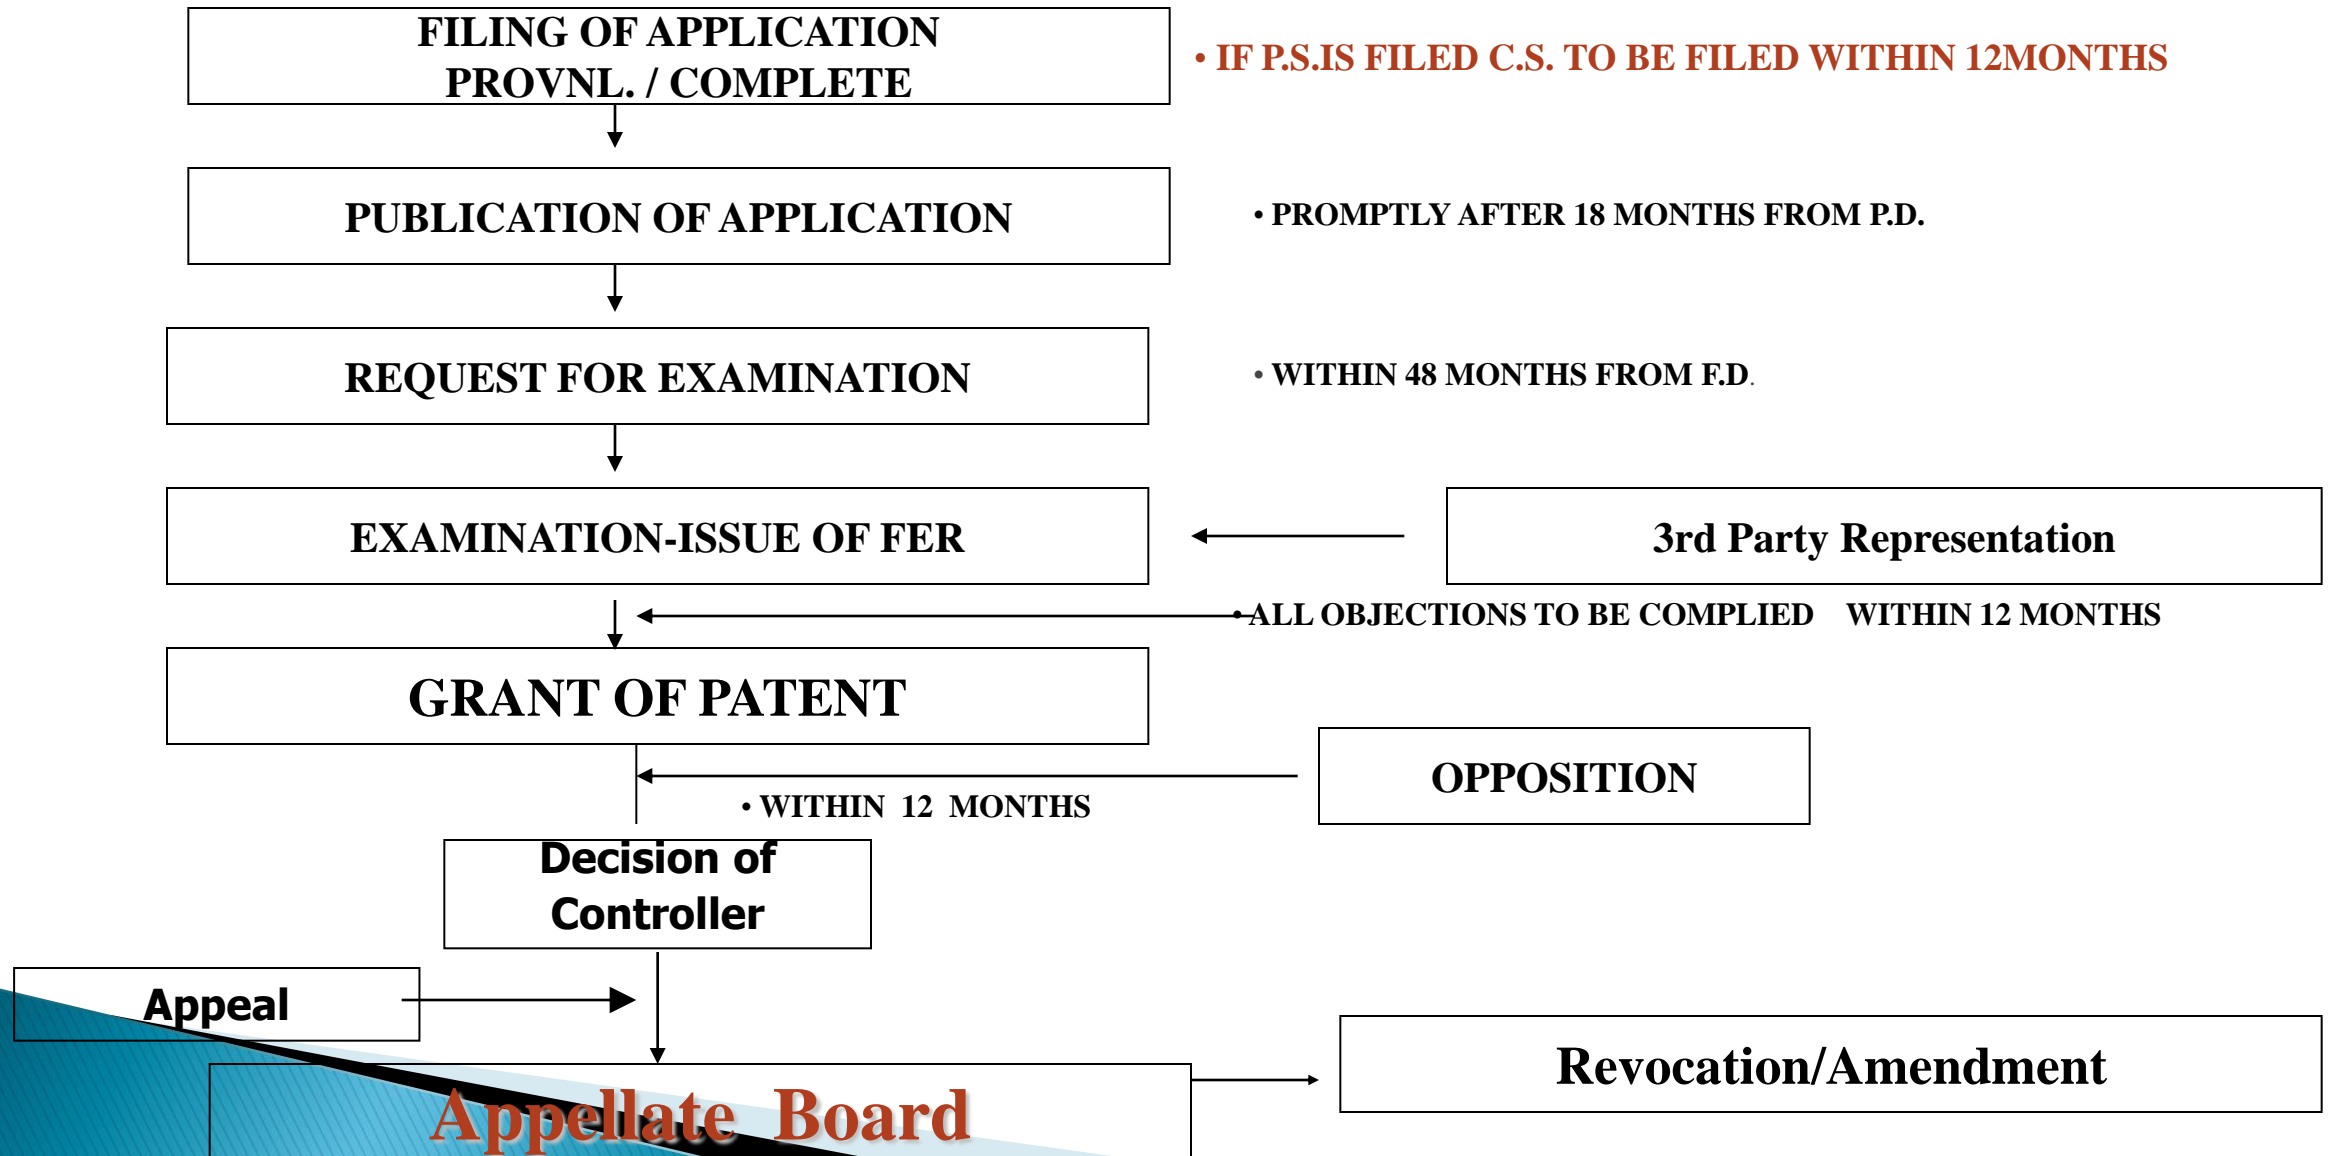 FILING OF APPLICATION
PROVNL. / COMPLETE
• IF P.S.IS FILED C.S. TO BE FILED WITHIN 12MONTHS
PUBLICATION OF APPLICATION
• PROMPTLY AFTER 18 MONTHS FROM P.D.
REQUEST FOR EXAMINATION
• WITHIN 48 MONTHS FROM F.D.
EXAMINATION-ISSUE OF FER
3rd Party Representation
• ALL OBJECTIONS TO BE COMPLIED WITHIN 12 MONTHS
GRANT OF PATENT
OPPOSITION
• WITHIN 12 MONTHS
Decision of
Controller
Appeal
Revocation/Amendment
Appellate Board